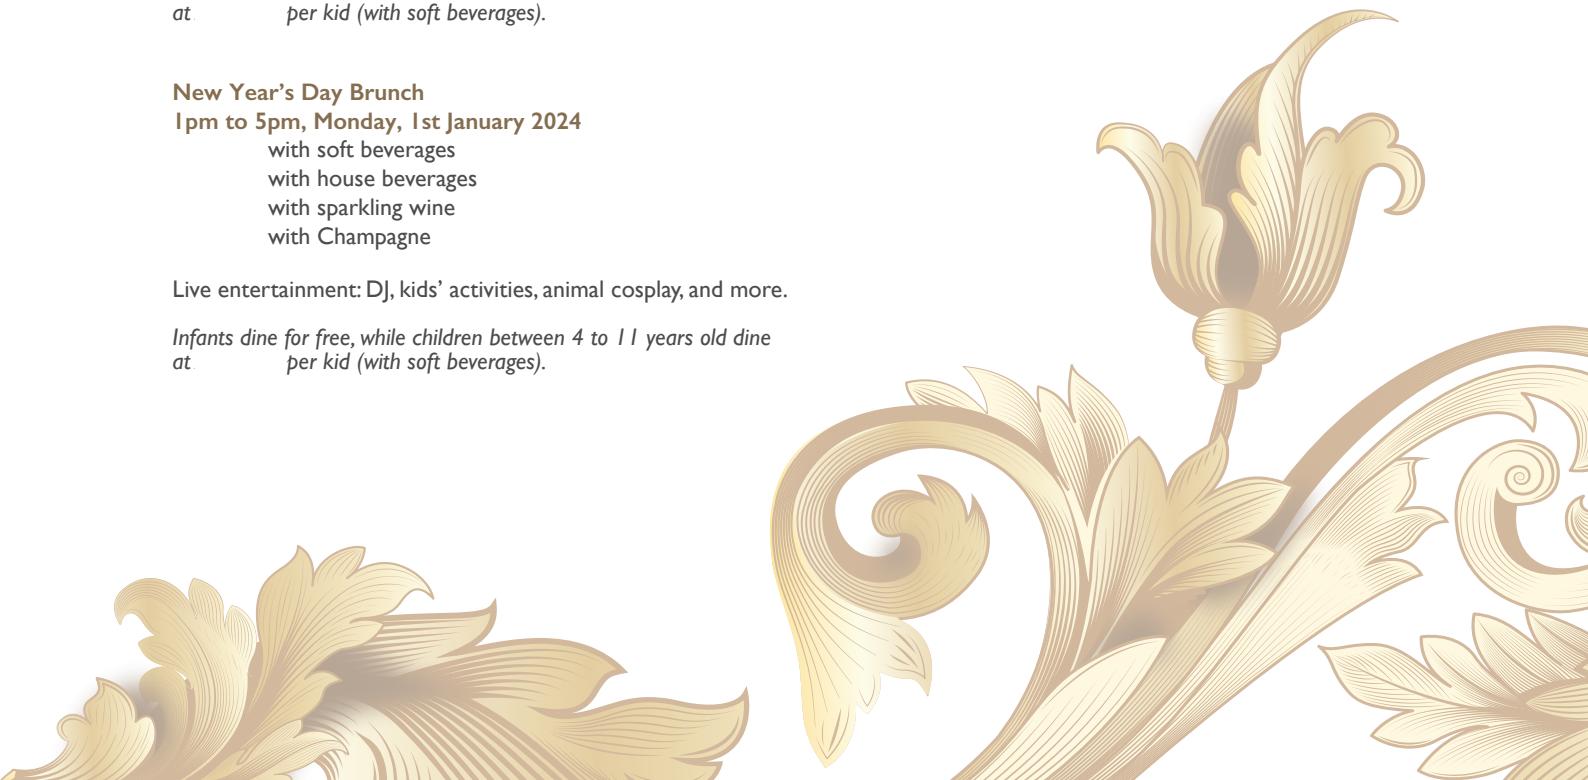 at per kid (with soft beverages).
New Year's Day Brunch
1pm to 5pm, Monday, 1st January 2024
with soft beverages
with house beverages
with sparkling wine
with Champagne
Live entertainment: DJ, kids' activities, animal cosplay, and more.
Infants dine for free, while children between 4 to 11 years old dine
at per kid (with soft beverages).